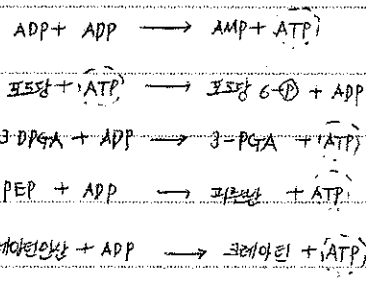 ADP + ADP → AMP + ATP
포도당 + ATP → 포도당 6-Ⓟ + ADP
3 DPGA + ADP → 3-PGA + ATP
PEP + ADP → 피루브산 + ATP
크레아틴인산 + ADP → 크레아틴 + ATP